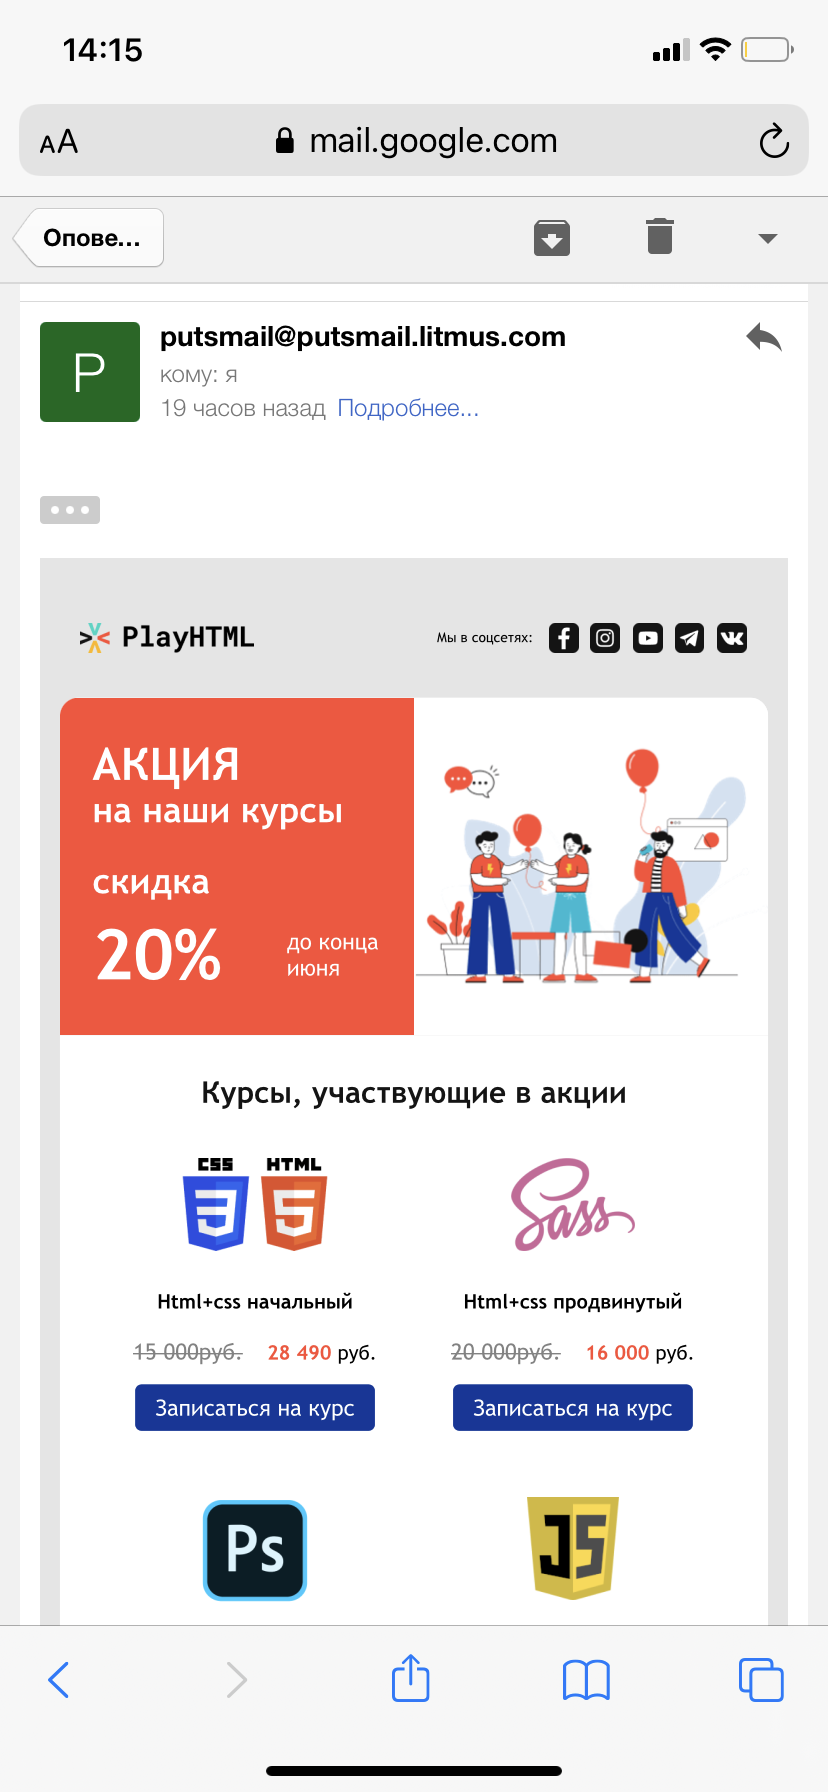 14:15
AA mail.google.com
Опове...
P
putsmail@putsmail.litmus.com
кому: я
19 часов назад Подробнее...
PlayHTML
Мы в соцсетях:
АКЦИЯ
на наши курсы
скидка
20%
до конца
июня
Курсы, участвующие в акции
CSS HTML
3 5
Sass
Html+css начальный
Html+css продвинутый
15 000руб. 28 490 руб.
20 000руб. 16 000 руб.
Записаться на курс
Записаться на курс
Ps
JS